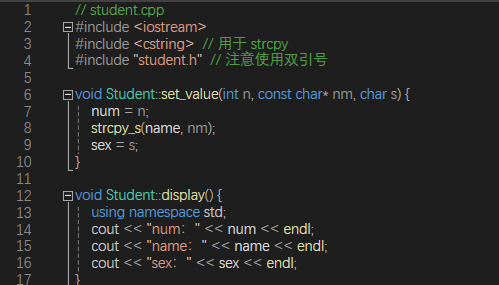 1 // student.cpp
2 #include <iostream>
3 #include <cstring> // 用于 strcpy
4 #include "student.h" // 注意使用双引号
5
6 void Student::set_value(int n, const char* nm, char s) {
7 num = n;
8 strcpy_s(name, nm);
9 sex = s;
10 }
11
12 void Student::display() {
13 using namespace std;
14 cout << "num：" << num << endl;
15 cout << "name：" << name << endl;
16 cout << "sex：" << sex << endl;
17 }